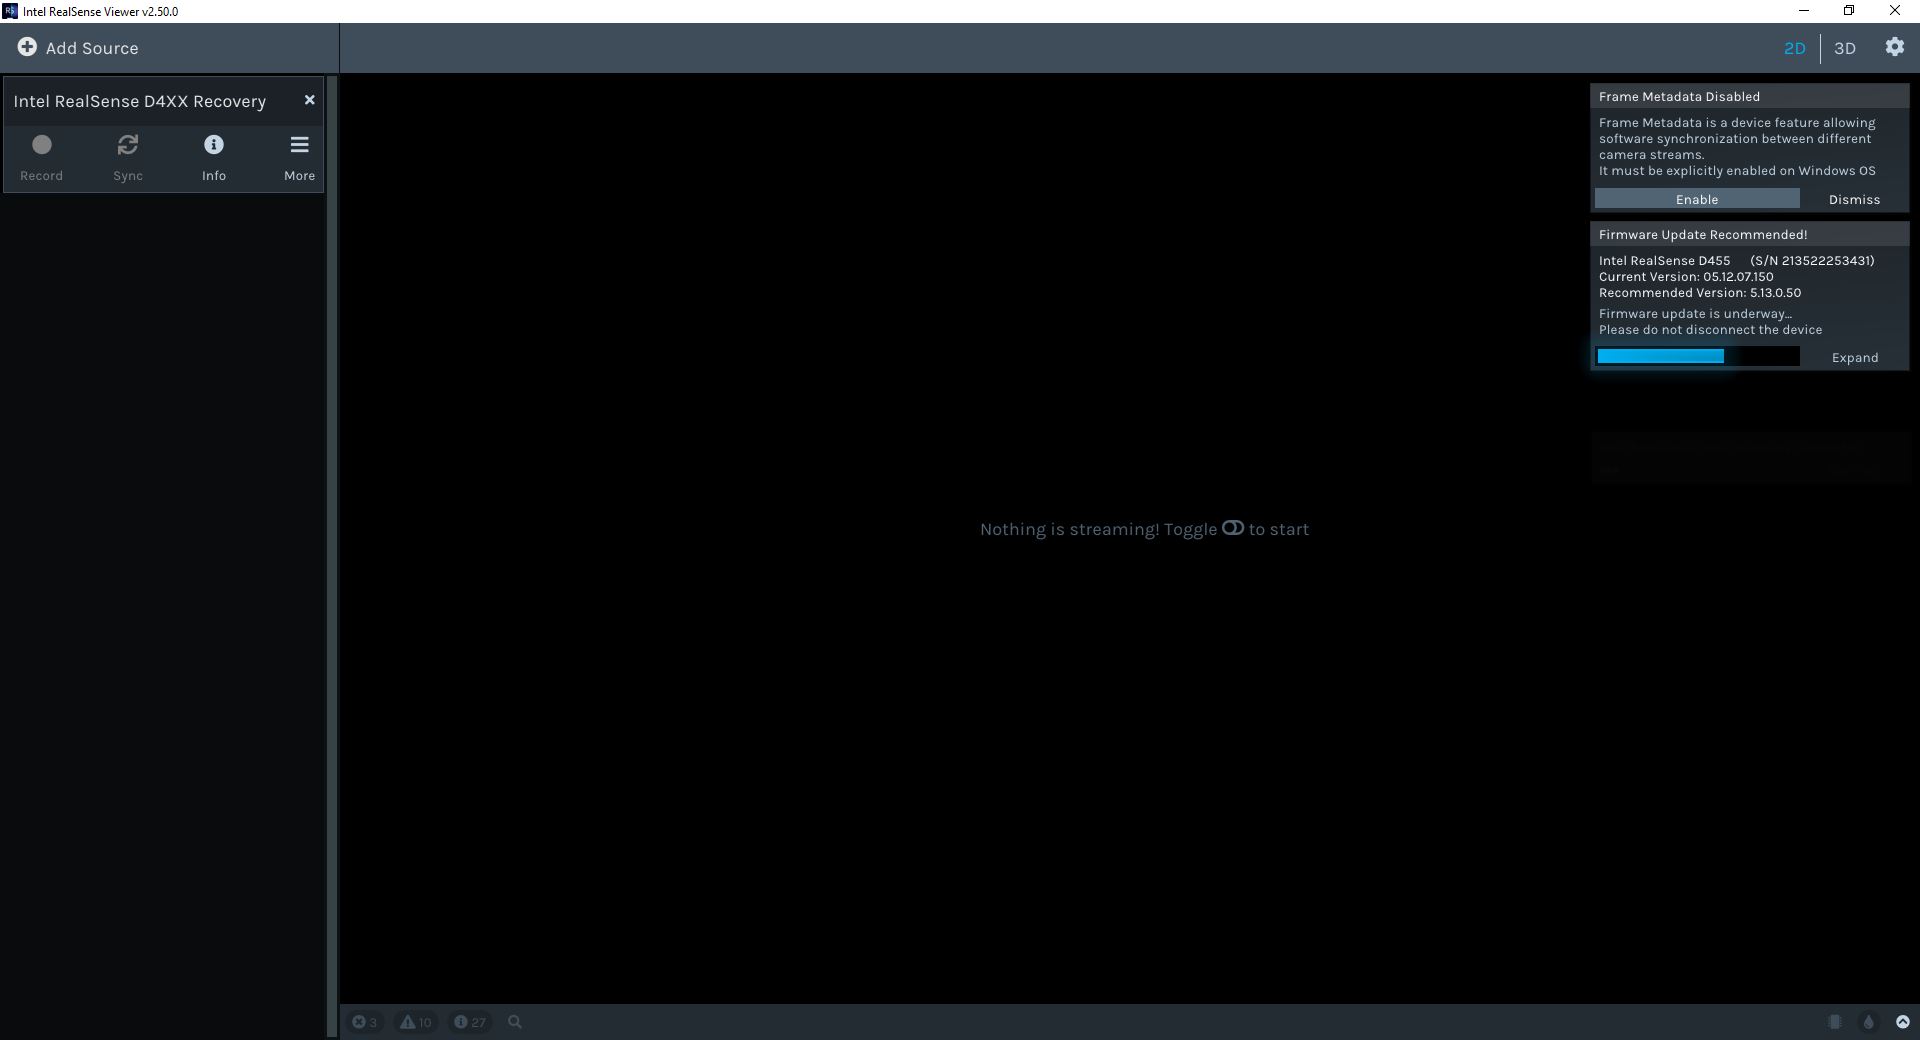 Intel RealSense Viewer v2.50.0
Add Source
2D
3D
Intel RealSense D4XX Recovery
Record
Sync
Info
More
Frame Metadata Disabled
Frame Metadata is a device feature allowing
software synchronization between different
camera streams.
It must be explicitly enabled on Windows OS
Enable
Dismiss
Firmware Update Recommended!
Intel RealSense D455 (S/N 213522253431)
Current Version: 05.12.07.150
Recommended Version: 5.13.0.50
Firmware update is underway...
Please do not disconnect the device
Expand
Nothing is streaming! Toggle to start
3
10
27